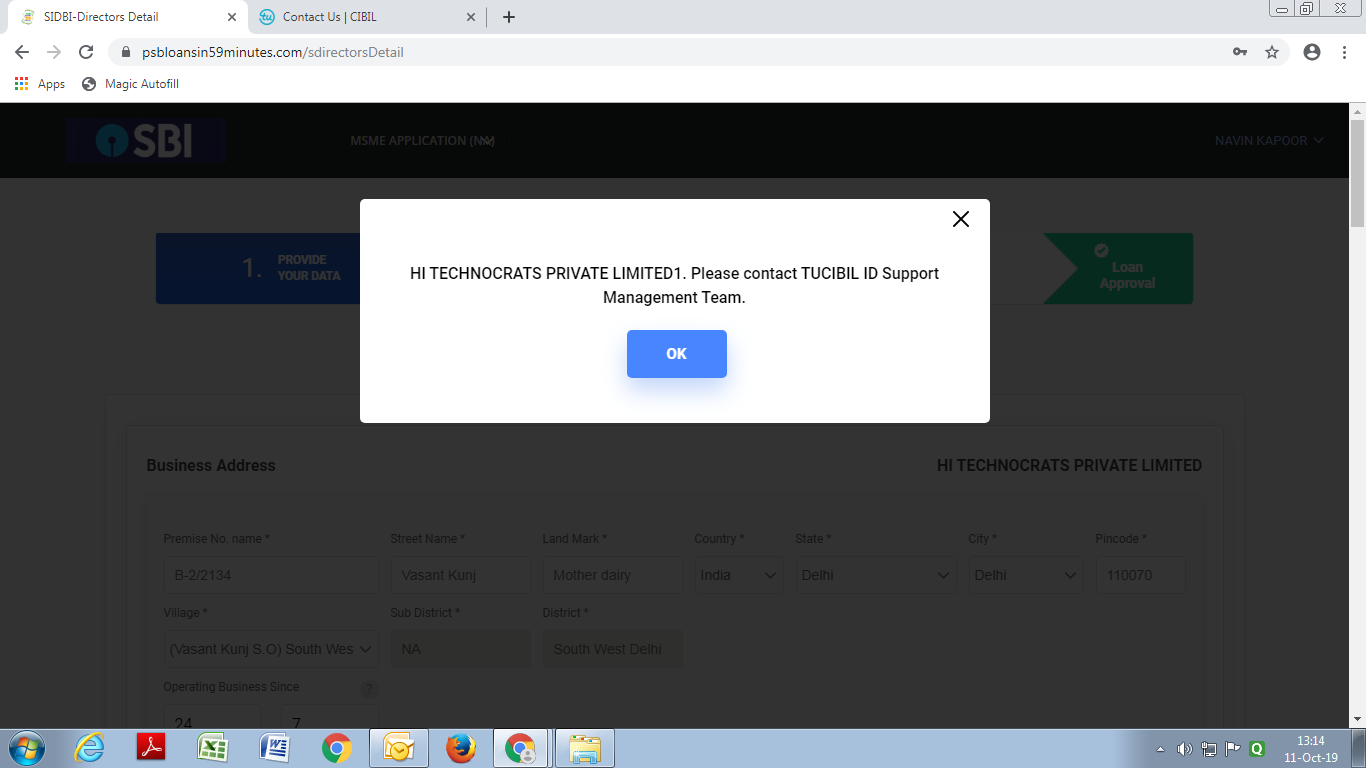 SIDBI-Directors Detail
Contact Us | CIBIL
psbloansin59minutes.com/sdirectorsDetail
Apps
Magic Autofill
SBI
MSME APPLICATION
NAVIN KAPOOR
HI TECHNOCRATS PRIVATE LIMITED1. Please contact TUCIBIL ID Support
Management Team.
OK
1.
PROVIDE
YOUR DATA
Loan
Approval
Business Address
HI TECHNOCRATS PRIVATE LIMITED
Premise No. name * Street Name * Land Mark * Country * State * City * Pincode *
B-2/2134 Vasant Kunj Mother dairy India Delhi Delhi 110070
Village * Sub District * District *
(Vasant Kunj S.O) South Wes NA South West Delhi
Operating Business Since ?
24 7
13:14
11-Oct-19